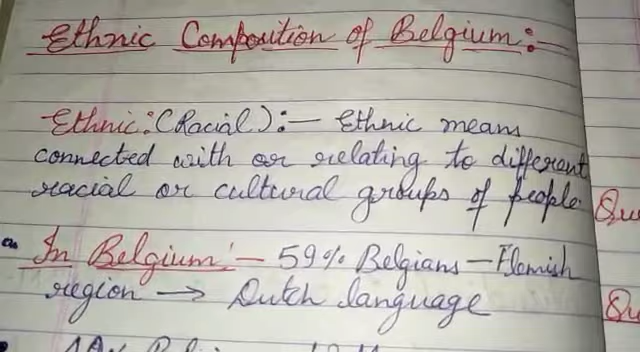 Ethnic Compoition of Belgium:-
Ethnic:(Racial):- Ethnic means
connected with or relating to different
racial or cultural groups of people.
In Belgium:- 59% Belgians - Flemish
region → Dutch language